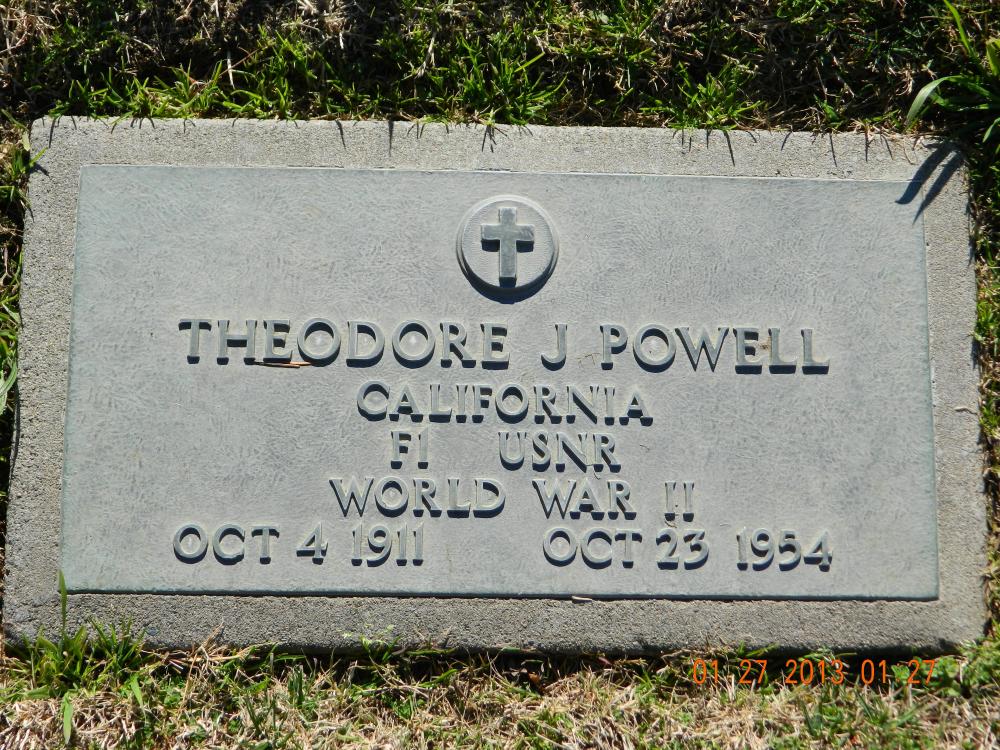 THEODORE J POWELL
CALIFORNIA
F1 USNR
WORLD WAR II
OCT 4 1911 OCT 23 1954
01 27 2013 01 27